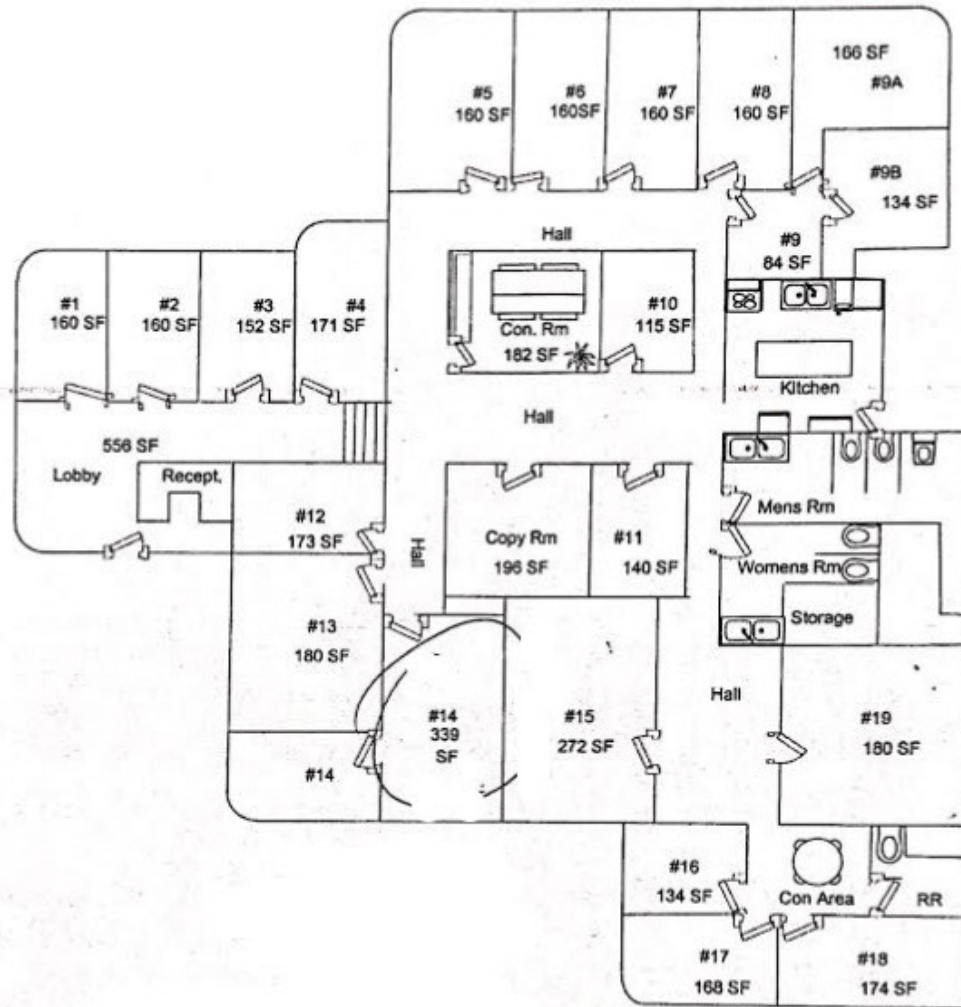 166 SF
#9A
#5
160 SF
#6
160SF
#7
160 SF
#8
160 SF
#9B
134 SF
Hall
#9
84 SF
#1
160 SF
#2
160 SF
#3
152 SF
#4
171 SF
Con. Rm
182 SF
#10
115 SF
Kitchen
Hall
556 SF
Lobby
Recept.
Mens Rm
#12
173 SF
Hall
Copy Rm
196 SF
#11
140 SF
Womens Rm
Storage
#13
180 SF
Hall
#14
339
SF
#15
272 SF
#19
180 SF
#14
#16
134 SF
Con Area
RR
#17
168 SF
#18
174 SF